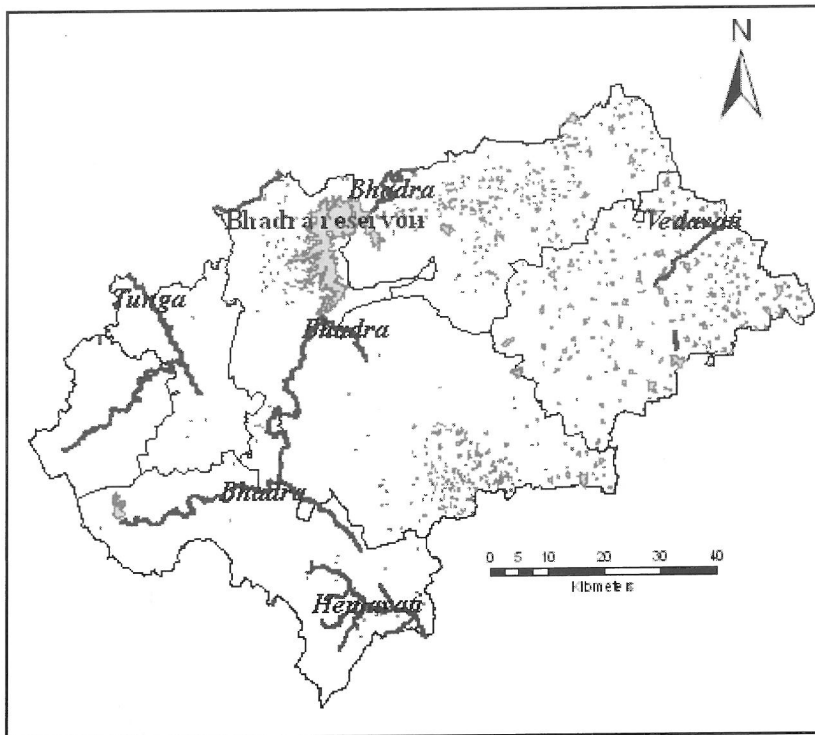 N
Bhadra
Bhadra reservoir
Vedavati
Tunga
Bhadra
Bhadra
0 5 10 20 30 40
Kilometers
Hemavati